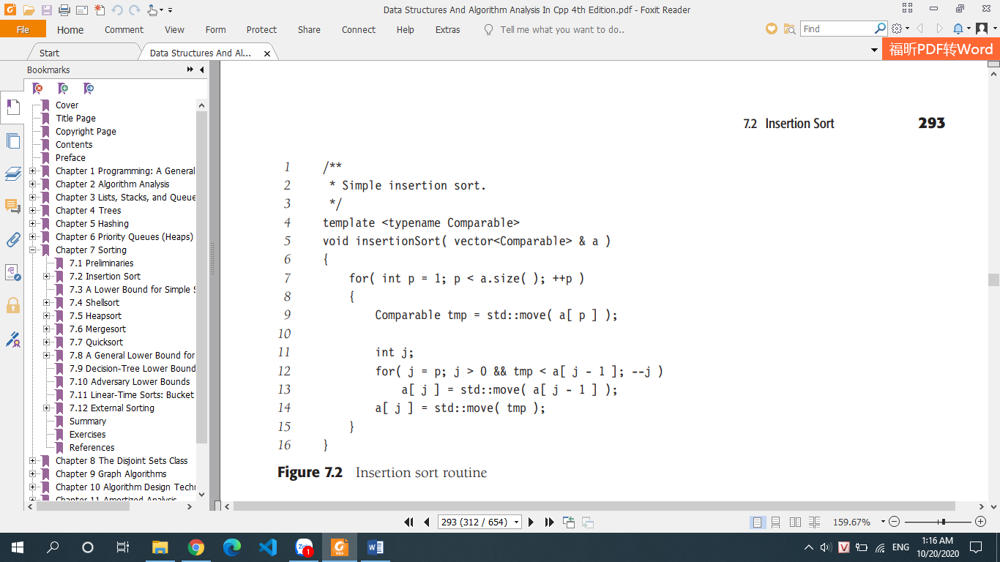 Data Structures And Algorithm Analysis In Cpp 4th Edition.pdf - Foxit Reader
File Home Comment View Form Protect Share Connect Help Extras Tell me what you want to do.. Find
Start Data Structures And Al... 福昕PDF转Word
Bookmarks
Cover
Title Page
Copyright Page
Contents
Preface
Chapter 1 Programming: A General
Chapter 2 Algorithm Analysis
Chapter 3 Lists, Stacks, and Queue
Chapter 4 Trees
Chapter 5 Hashing
Chapter 6 Priority Queues (Heaps)
Chapter 7 Sorting
7.1 Preliminaries
7.2 Insertion Sort
7.3 A Lower Bound for Simple S
7.4 Shellsort
7.5 Heapsort
7.6 Mergesort
7.7 Quicksort
7.8 A General Lower Bound for
7.9 Decision-Tree Lower Bound
7.10 Adversary Lower Bounds
7.11 Linear-Time Sorts: Bucket
7.12 External Sorting
Summary
Exercises
References
Chapter 8 The Disjoint Sets Class
Chapter 9 Graph Algorithms
Chapter 10 Algorithm Design Techn
Chapter 11 Amortized Analysis
7.2 Insertion Sort 293
1 /**
2 * Simple insertion sort.
3 */
4 template <typename Comparable>
5 void insertionSort( vector<Comparable> & a )
6 {
7 for( int p = 1; p < a.size( ); ++p )
8 {
9 Comparable tmp = std::move( a[ p ] );
10
11 int j;
12 for( j = p; j > 0 && tmp < a[ j - 1 ]; --j )
13 a[ j ] = std::move( a[ j - 1 ] );
14 a[ j ] = std::move( tmp );
15 }
16 }
Figure 7.2 Insertion sort routine
293 (312 / 654) 159.67%
Zalo 1 PDF W V ENG 1:16 AM
10/20/2020